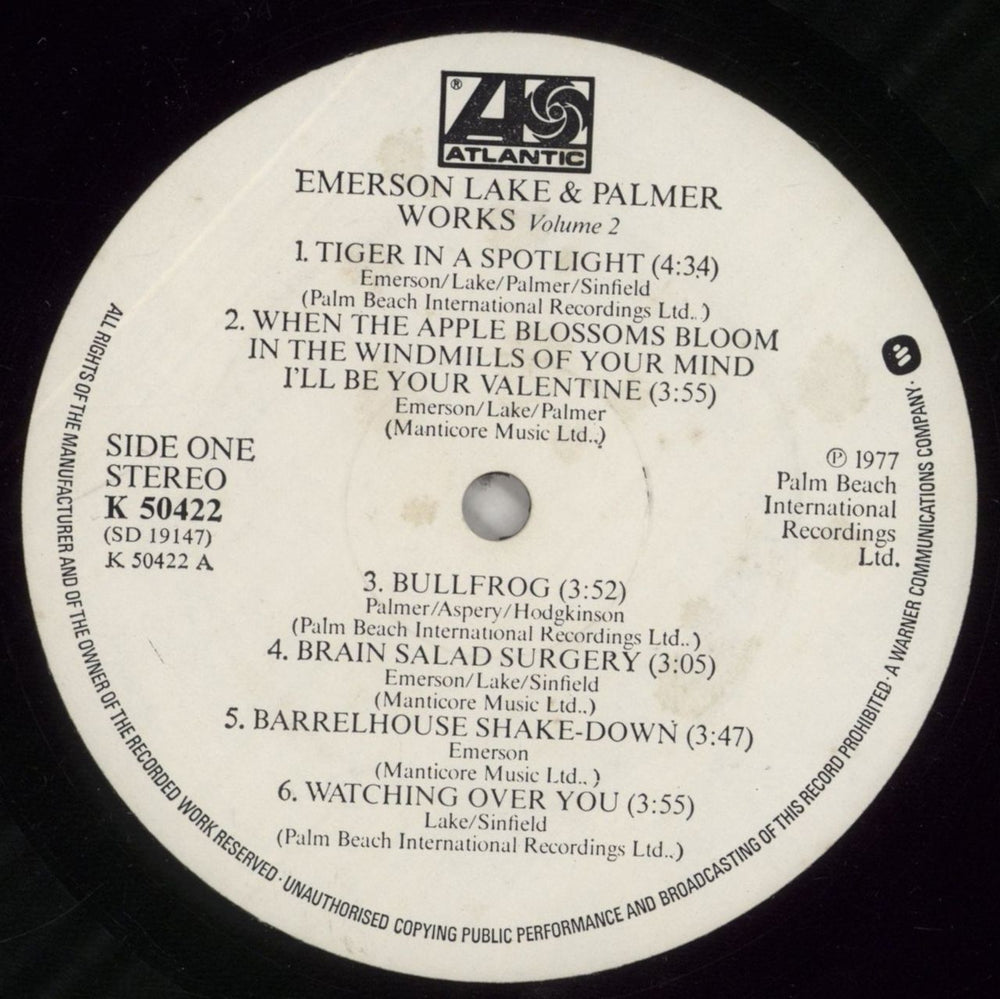 ®
ATLANTIC
EMERSON LAKE & PALMER
WORKS Volume 2
1. TIGER IN A SPOTLIGHT (4:34)
Emerson/Lake/Palmer/Sinfield
(Palm Beach International Recordings Ltd..)
2. WHEN THE APPLE BLOSSOMS BLOOM
IN THE WINDMILLS OF YOUR MIND
I'LL BE YOUR VALENTINE (3:55)
Emerson/Lake/Palmer
(Manticore Music Ltd.,)
SIDE ONE
STEREO
K 50422
(SD 19147)
K 50422 A
℗ 1977
Palm Beach
International
Recordings
Ltd.
3. BULLFROG (3:52)
Palmer/Aspery/Hodgkinson
(Palm Beach International Recordings Ltd..)
4. BRAIN SALAD SURGERY (3:05)
Emerson/Lake/Sinfield
(Manticore Music Ltd.,)
5. BARRELHOUSE SHAKE-DOWN (3:47)
Emerson
(Manticore Music Ltd., )
6. WATCHING OVER YOU (3:55)
Lake/Sinfield
(Palm Beach International Recordings Ltd.,)
ALL RIGHTS OF THE MANUFACTURER AND OF THE OWNER OF THE RECORDED WORK RESERVED · UNAUTHORISED COPYING PUBLIC PERFORMANCE AND BROADCASTING OF THIS RECORD PROHIBITED · A WARNER COMMUNICATIONS COMPANY ·